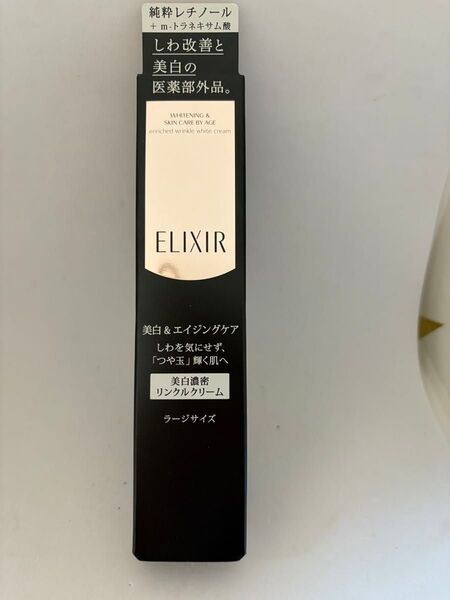 純粋レチノール
+ m-トラネキサム酸
しわ改善と
美白の
医薬部外品。
WHITENING &
SKIN CARE BY AGE
enriched wrinkle white cream
ELIXIR
美白&エイジングケア
しわを気にせず、
「つや玉」輝く肌へ
美白濃密
リンクルクリーム
ラージサイズ